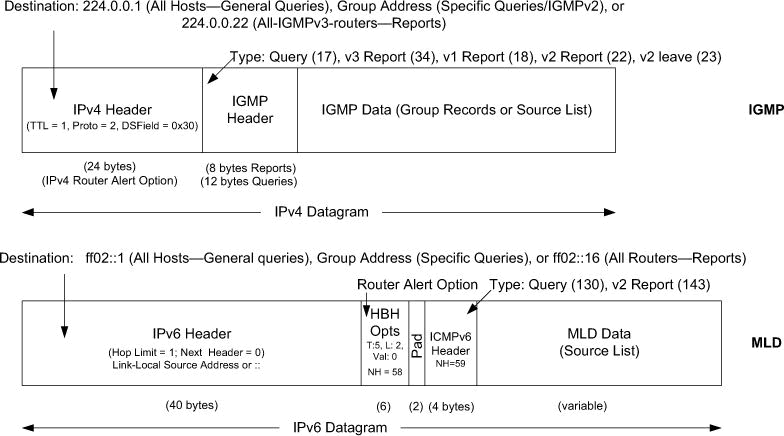 Destination: 224.0.0.1 (All Hosts—General Queries), Group Address (Specific Queries/IGMPv2), or
224.0.0.22 (All-IGMPv3-routers—Reports)
Type: Query (17), v3 Report (34), v1 Report (18), v2 Report (22), v2 leave (23)
IPv4 Header
(TTL = 1, Proto = 2, DSField = 0x30)
IGMP
Header
IGMP Data (Group Records or Source List)
IGMP
(24 bytes)
(IPv4 Router Alert Option)
(8 bytes Reports)
(12 bytes Queries)
IPv4 Datagram
Destination: ff02::1 (All Hosts—General queries), Group Address (Specific Queries), or ff02::16 (All Routers—Reports)
Router Alert Option
Type: Query (130), v2 Report (143)
IPv6 Header
(Hop Limit = 1; Next Header = 0)
Link-Local Source Address or ::
HBH
Opts
T:5, L: 2,
Val: 0
NH = 58
Pad
ICMPv6
Header
NH=59
MLD Data
(Source List)
MLD
(40 bytes)
(6)
(2)
(4 bytes)
(variable)
IPv6 Datagram